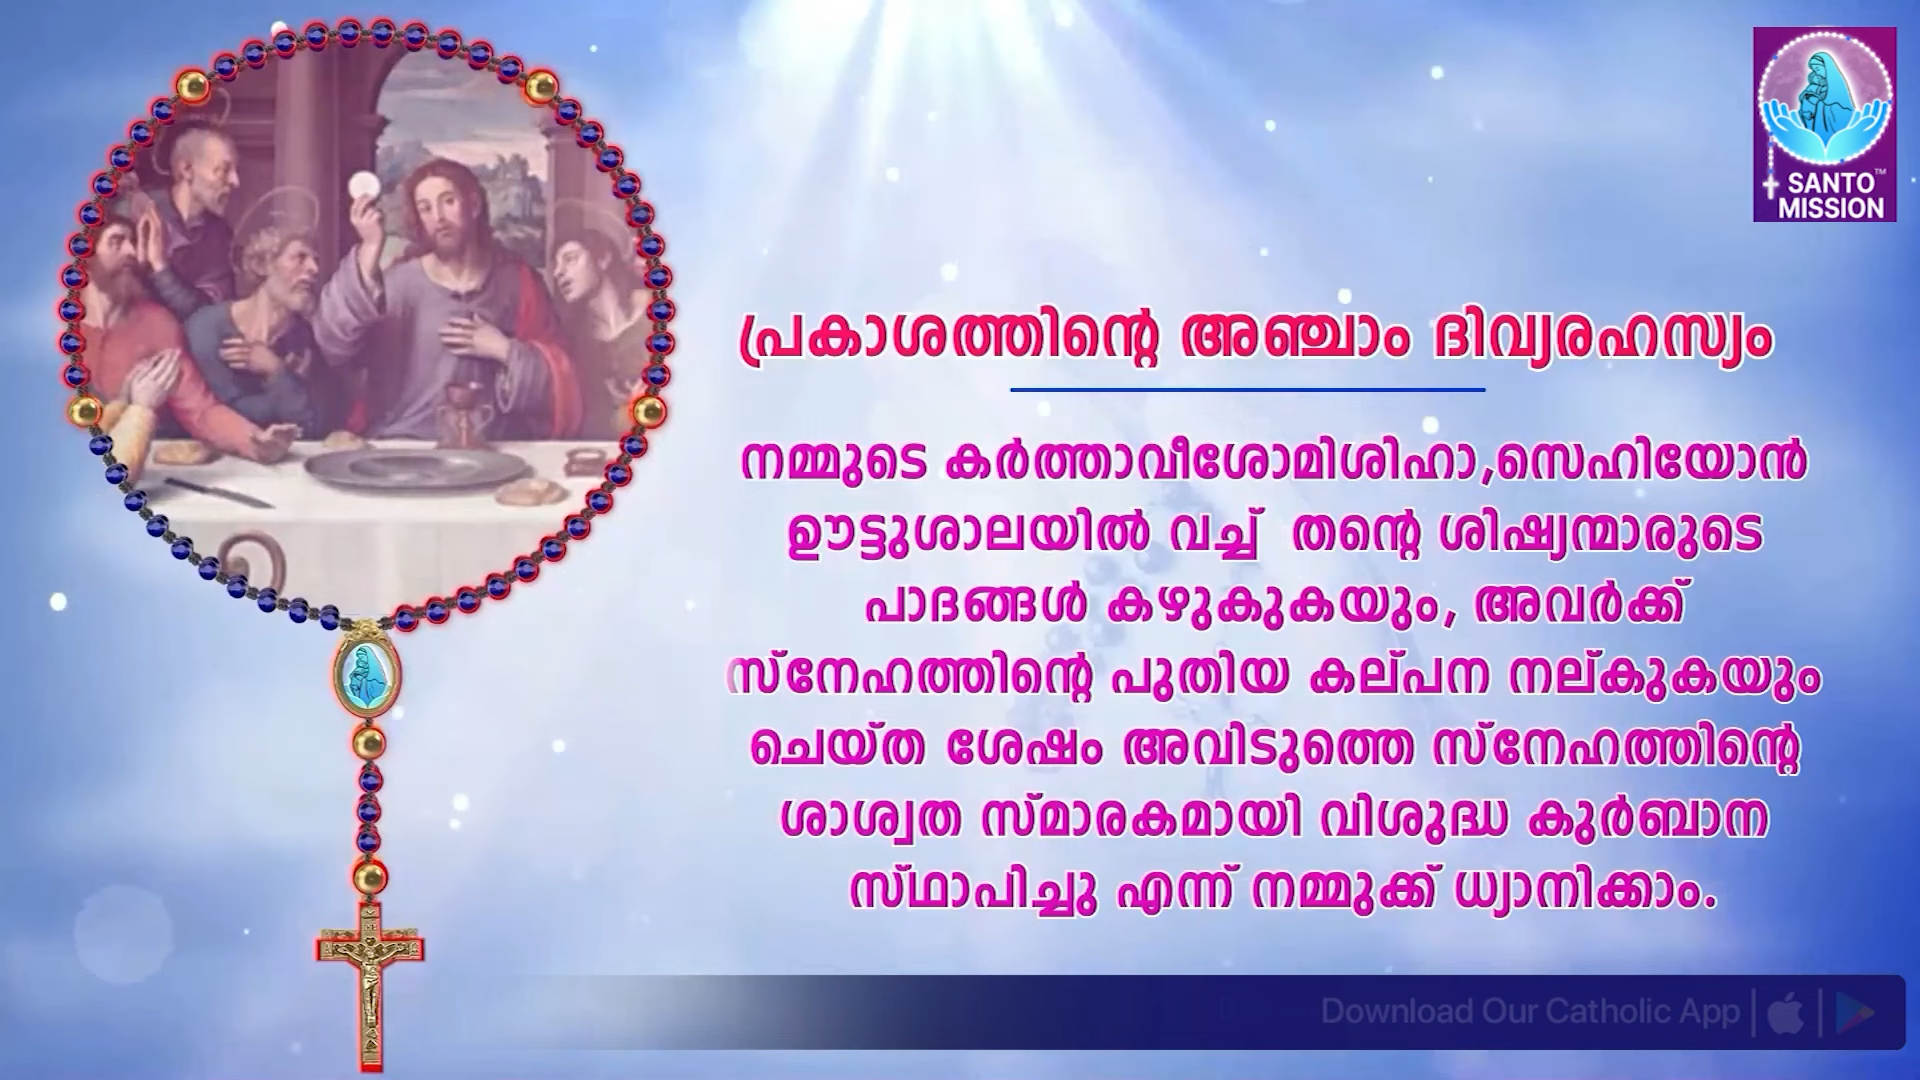 SANTO™
MISSION
പ്രകാശത്തിന്റെ അഞ്ചാം ദിവ്യരഹസ്യം
നമ്മുടെ കർത്താവീശോമിശിഹാ,സെഹിയോൻ
ഊട്ടുശാലയിൽ വച്ച് തന്റെ ശിഷ്യന്മാരുടെ
പാദങ്ങൾ കഴുകുകയും, അവർക്ക്
സ്നേഹത്തിന്റെ പുതിയ കല്പന നല്കുകയും
ചെയ്ത ശേഷം അവിടുത്തെ സ്നേഹത്തിന്റെ
ശാശ്വത സ്മാരകമായി വിശുദ്ധ കുർബാന
സ്ഥാപിച്ചു എന്ന് നമ്മുക്ക് ധ്യാനിക്കാം.
Download Our Catholic App